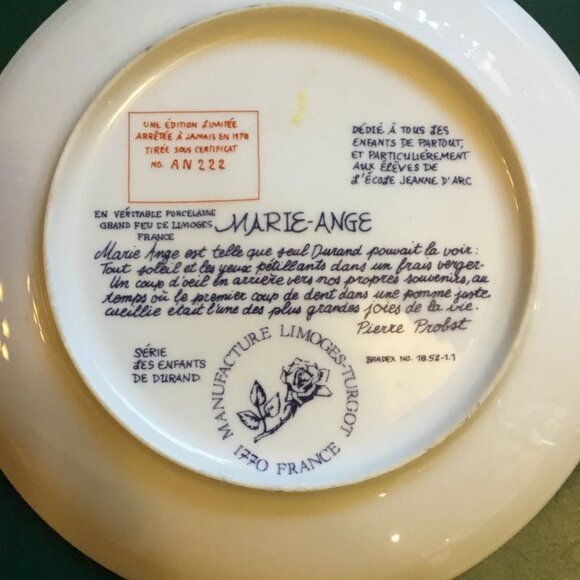 UNE ÉDITION LIMITÉE
ARRÊTÉE À JAMAIS EN 1978
TIRÉE SOUS CERTIFICAT
NO. AN 222
DÉDIÉ À TOUS LES
ENFANTS DE PARTOUT,
ET PARTICULIÈREMENT
AUX ÉLÈVES DE
L'ÉCOLE JEANNE D'ARC
EN VÉRITABLE PORCELAINE
GRAND FEU DE LIMOGES
FRANCE
MARIE-ANGE
Marie Ange est telle que seul Durand pouvait la voir:
Tout soleil et les yeux pétillants dans un frais verger-
Un coup d'oeil en arrière vers nos propres souvenirs, au
temps où le premier coup de dent dans une pomme juste
cueillie était l'une des plus grandes joies de la vie.
Pierre Probst
SÉRIE
LES ENFANTS
DE DURAND
MANUFACTURE LIMOGES-TURGOT
1770 FRANCE
BRADEX NO. 18.52-1.1